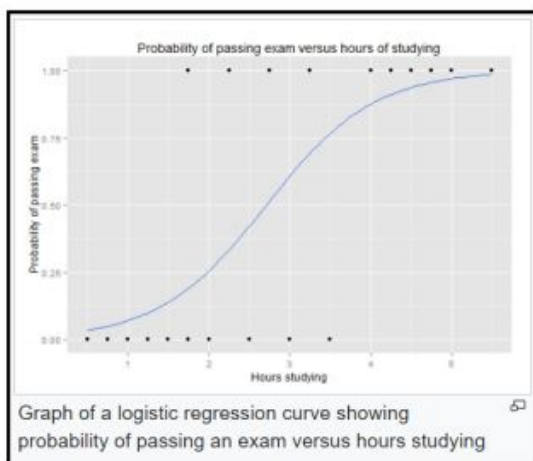 Probability of passing exam versus hours of studying
Probability of passing exam
1.00
0.75
0.50
0.25
0.00
1
2
3
4
5
Hours studying
Graph of a logistic regression curve showing
probability of passing an exam versus hours studying